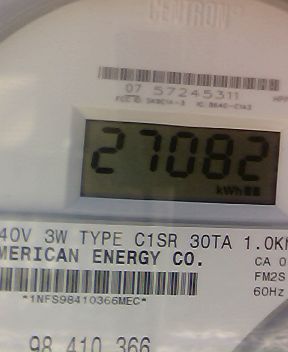 CENTRON®
07 57245311
27082
kWh
40V 3W TYPE C1SR 30TA 1.0K
MERICAN ENERGY CO.
CA 0
FM2S
*1NFS98410366MEC*
60Hz
98 410 366